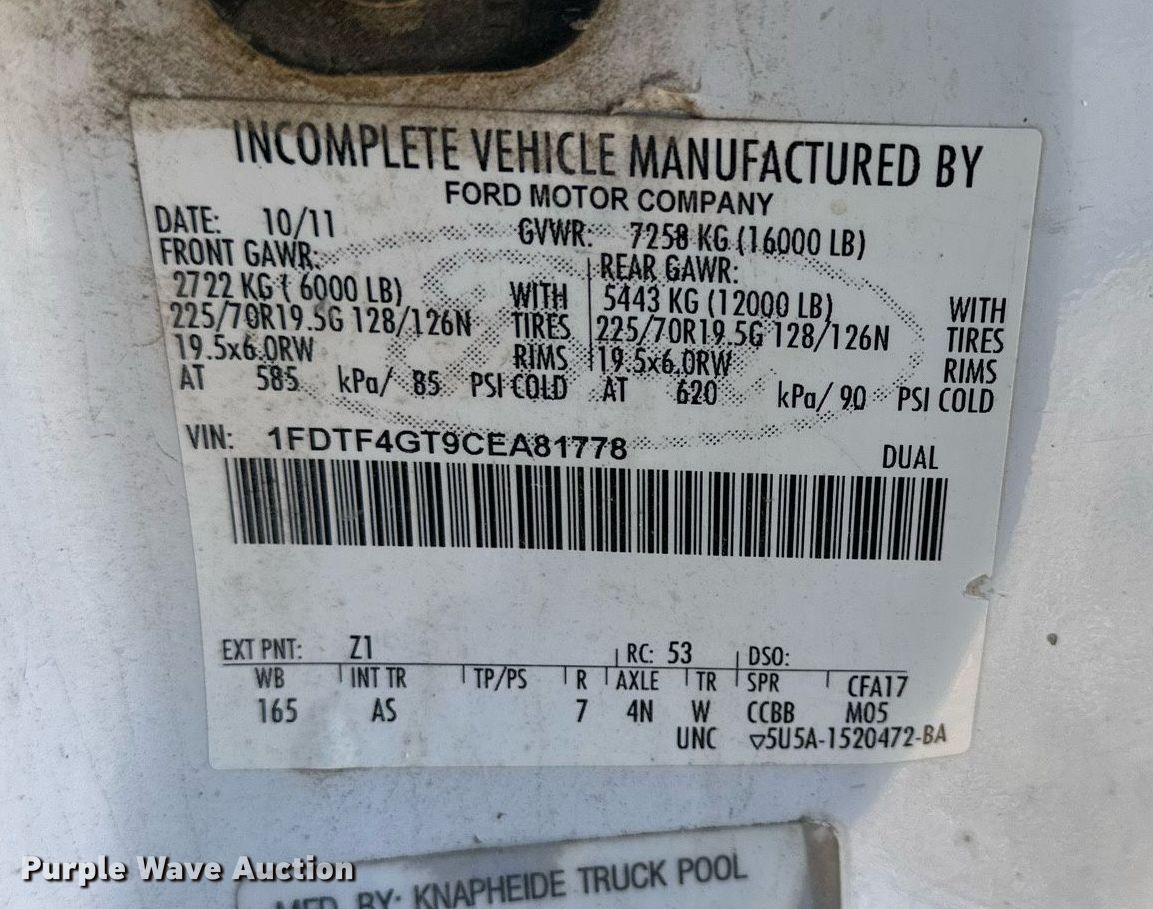 INCOMPLETE VEHICLE MANUFACTURED BY
FORD MOTOR COMPANY
DATE: 10/11 GVWR: 7258 KG (16000 LB)
FRONT GAWR: REAR GAWR:
2722 KG ( 6000 LB) WITH 5443 KG (12000 LB) WITH
225/70R19.5G 128/126N TIRES 225/70R19.5G 128/126N TIRES
19.5x6.0RW RIMS 19.5x6.0RW RIMS
AT 585 kPa/ 85 PSI COLD AT 620 kPa/ 90 PSI COLD
VIN: 1FDTF4GT9CEA81778 DUAL
EXT PNT: Z1 RC: 53 DSO:
WB INT TR TP/PS R AXLE TR SPR CFA17
165 AS 7 4N W CCBB M05
UNC ▽5U5A-1520472-BA
MFD BY: KNAPHEIDE TRUCK POOL
Purple Wave Auction